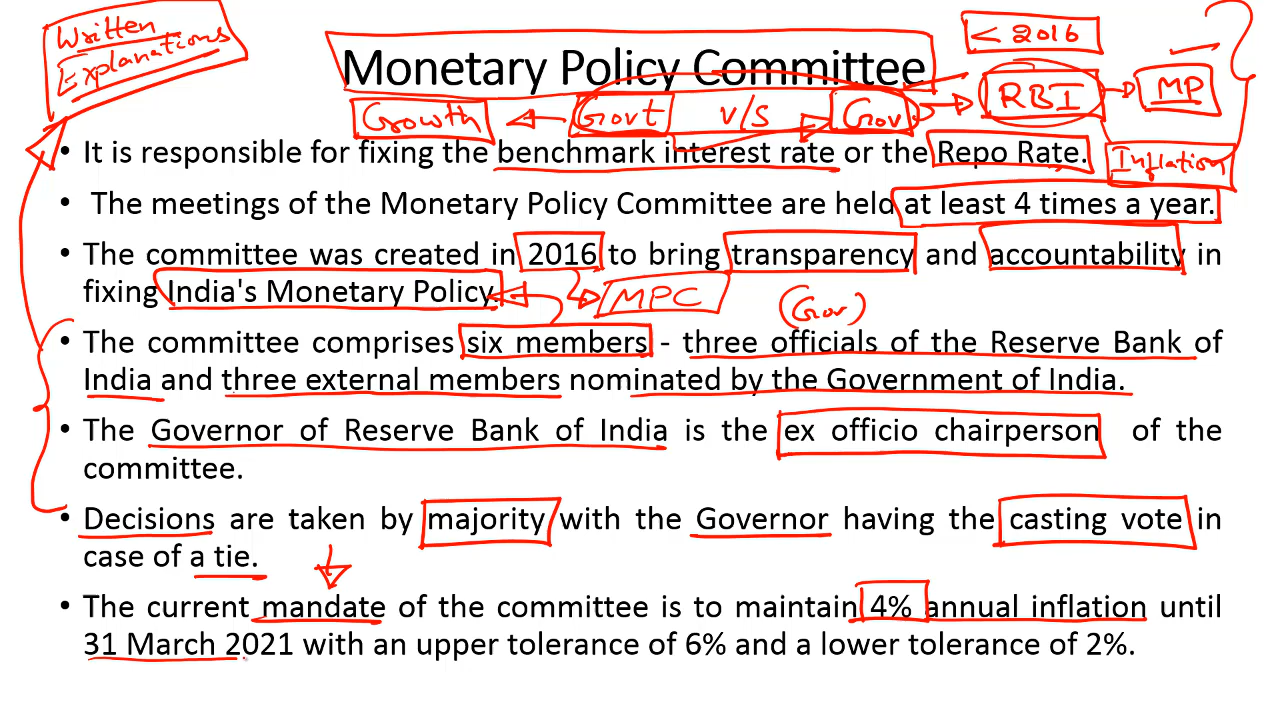 Written
Explanations
< 2016
Monetary Policy Committee
RBI → MP
Growth ← Govt v/s Gov
• It is responsible for fixing the benchmark interest rate or the Repo Rate.
Inflation
• The meetings of the Monetary Policy Committee are held at least 4 times a year.
• The committee was created in 2016 to bring transparency and accountability in
fixing India's Monetary Policy.
MPC
(Gov)
• The committee comprises six members - three officials of the Reserve Bank of
India and three external members nominated by the Government of India.
• The Governor of Reserve Bank of India is the ex officio chairperson of the
committee.
• Decisions are taken by majority with the Governor having the casting vote in
case of a tie.
• The current mandate of the committee is to maintain 4% annual inflation until
31 March 2021 with an upper tolerance of 6% and a lower tolerance of 2%.